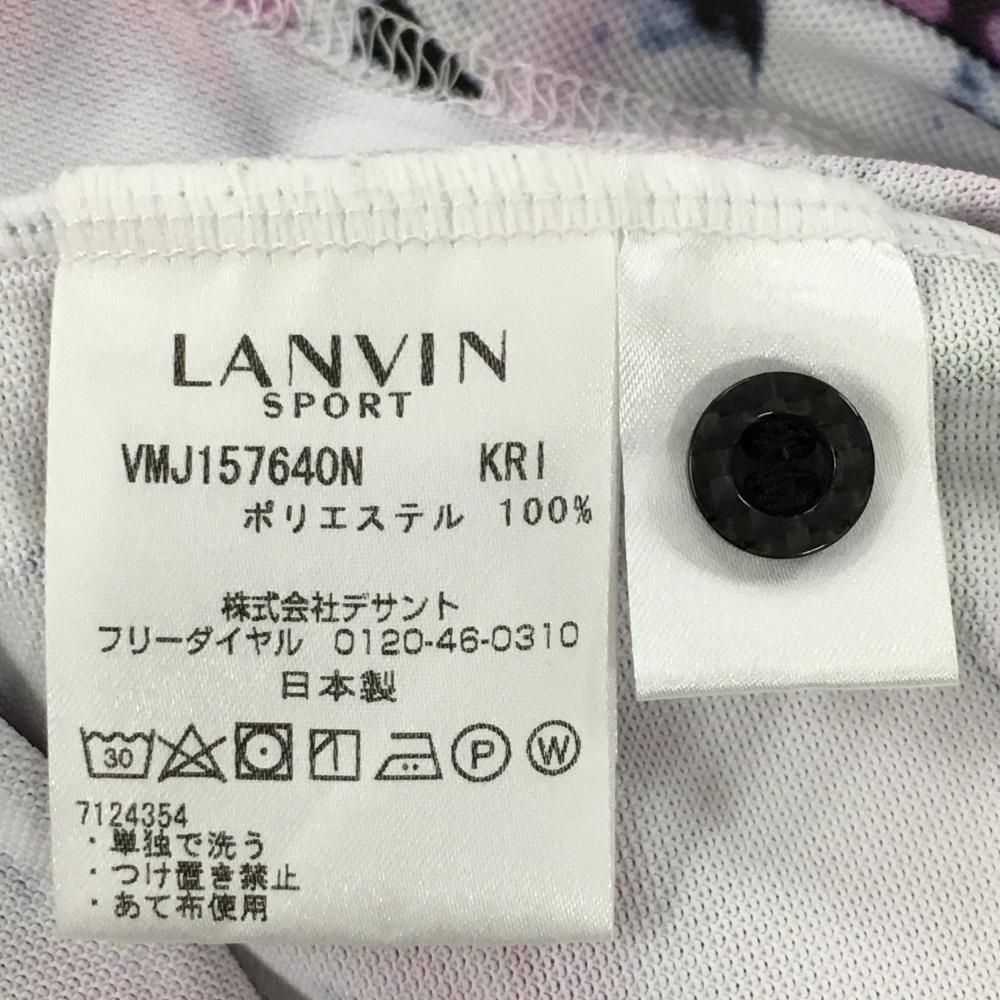 LANVIN
SPORT
VMJ157640N KRI
ポリエステル 100%
株式会社デサント
フリーダイヤル 0120-46-0310
日本製
30 P W
7124354
・単独で洗う
・つけ置き禁止
・あて布使用